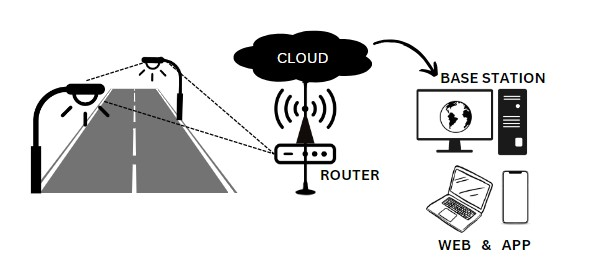 CLOUD
BASE STATION
ROUTER
WEB & APP